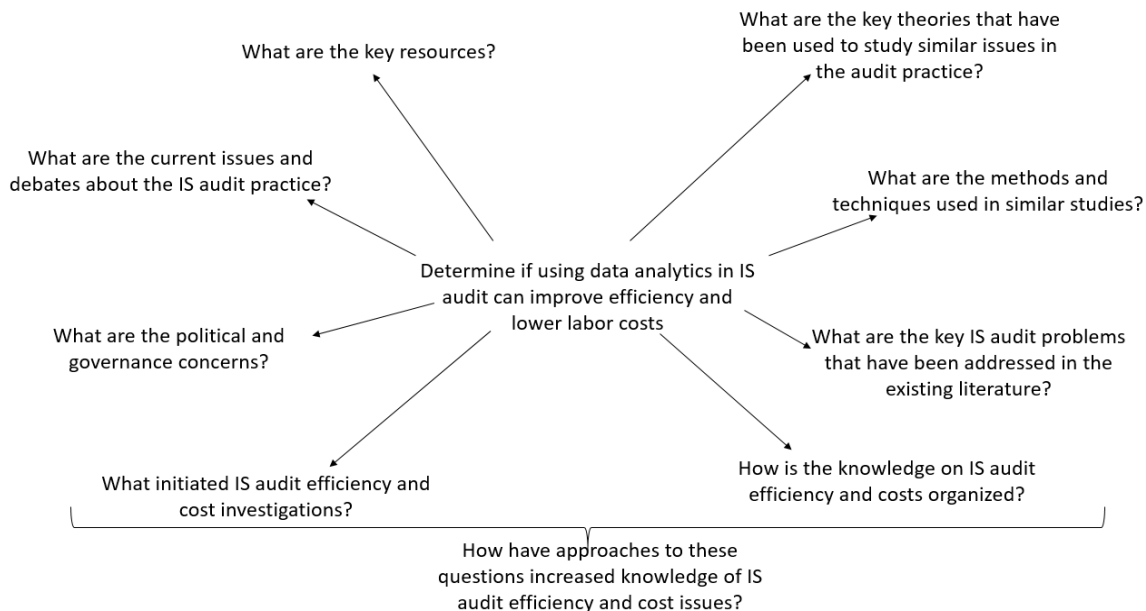 What are the key theories that have
been used to study similar issues in
the audit practice?
What are the key resources?
What are the current issues and
debates about the IS audit practice?
What are the methods and
techniques used in similar studies?
Determine if using data analytics in IS
audit can improve efficiency and
lower labor costs
What are the political and
governance concerns?
What are the key IS audit problems
that have been addressed in the
existing literature?
What initiated IS audit efficiency and
cost investigations?
How is the knowledge on IS audit
efficiency and costs organized?
How have approaches to these
questions increased knowledge of IS
audit efficiency and cost issues?